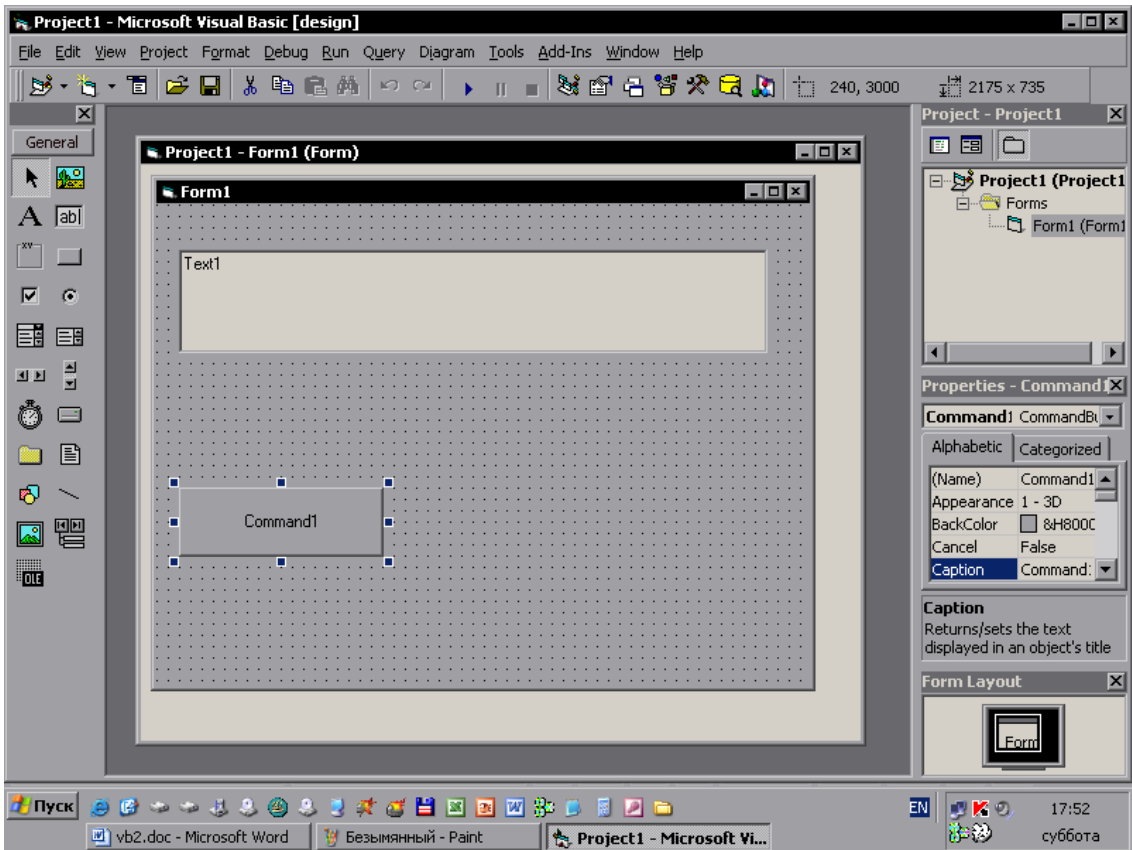 Project1 - Microsoft Visual Basic [design]
File Edit View Project Format Debug Run Query Diagram Tools Add-Ins Window Help
240, 3000 2175 x 735
General
A ab|
XY
OLE
Project1 - Form1 (Form)
Form1
Text1
Command1
Project - Project1
Project1 (Project1
Forms
Form1 (Form1
Properties - Command1
Command1 CommandBu
Alphabetic Categorized
(Name) Command1
Appearance 1 - 3D
BackColor &H8000
Cancel False
Caption Command1
Caption
Returns/sets the text
displayed in an object's title
Form Layout
Form
Пуск EN 17:52
vb2.doc - Microsoft Word Безымянный - Paint Project1 - Microsoft Vi... суббота